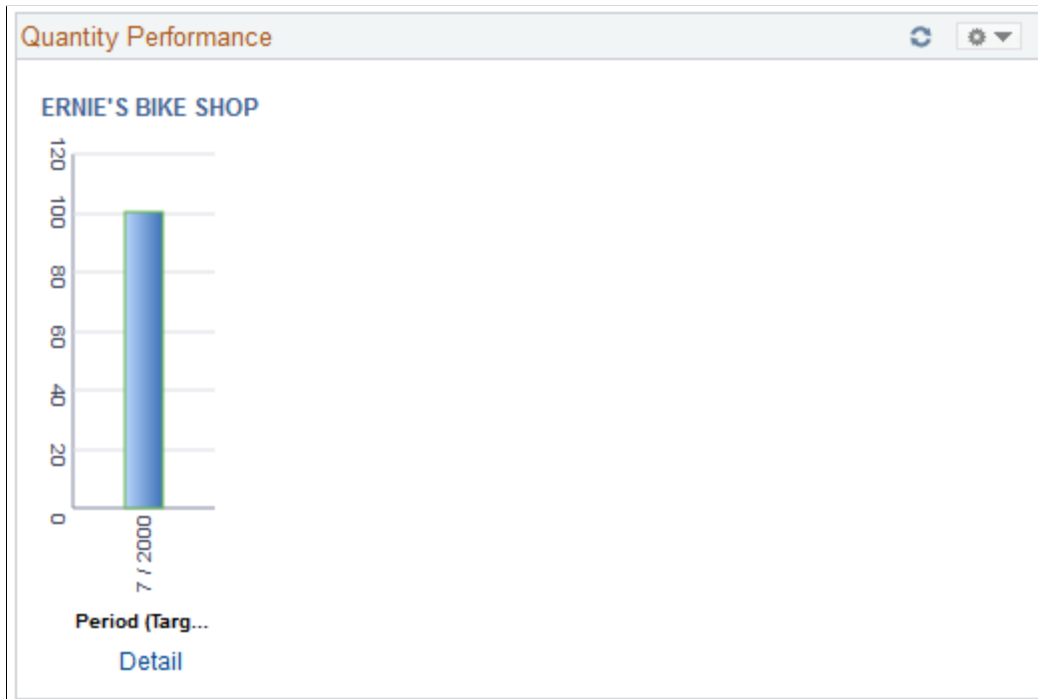 Quantity Performance
ERNIE'S BIKE SHOP
120
100
80
60
40
20
0
7 / 2000
Period (Targ...
Detail